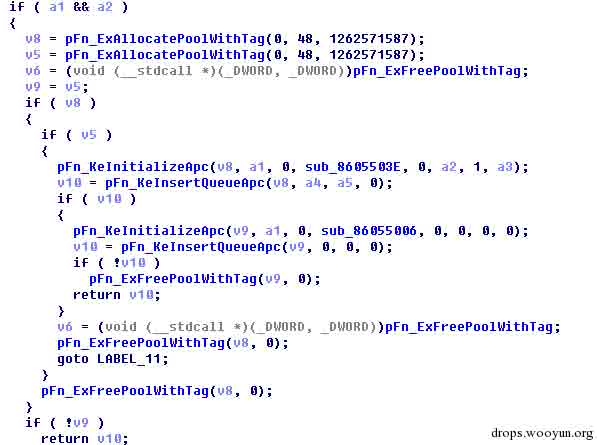 if ( a1 && a2 )
{
  v8 = pFn_ExAllocatePoolWithTag(0, 48, 1262571587);
  v5 = pFn_ExAllocatePoolWithTag(0, 48, 1262571587);
  v6 = (void (__stdcall *)(_DWORD, _DWORD))pFn_ExFreePoolWithTag;
  v9 = v5;
  if ( v8 )
  {
    if ( v5 )
    {
      pFn_KeInitializeApc(v8, a1, 0, sub_8605503E, 0, a2, 1, a3);
      v10 = pFn_KeInsertQueueApc(v8, a4, a5, 0);
      if ( v10 )
      {
        pFn_KeInitializeApc(v9, a1, 0, sub_86055006, 0, 0, 0, 0);
        v10 = pFn_KeInsertQueueApc(v9, 0, 0, 0);
        if ( !v10 )
          pFn_ExFreePoolWithTag(v9, 0);
        return v10;
      }
      v6 = (void (__stdcall *)(_DWORD, _DWORD))pFn_ExFreePoolWithTag;
      pFn_ExFreePoolWithTag(v8, 0);
      goto LABEL_11;
    }
    pFn_ExFreePoolWithTag(v8, 0);
  }
  if ( !v9 )
    return v10;
drops.wooyun.org